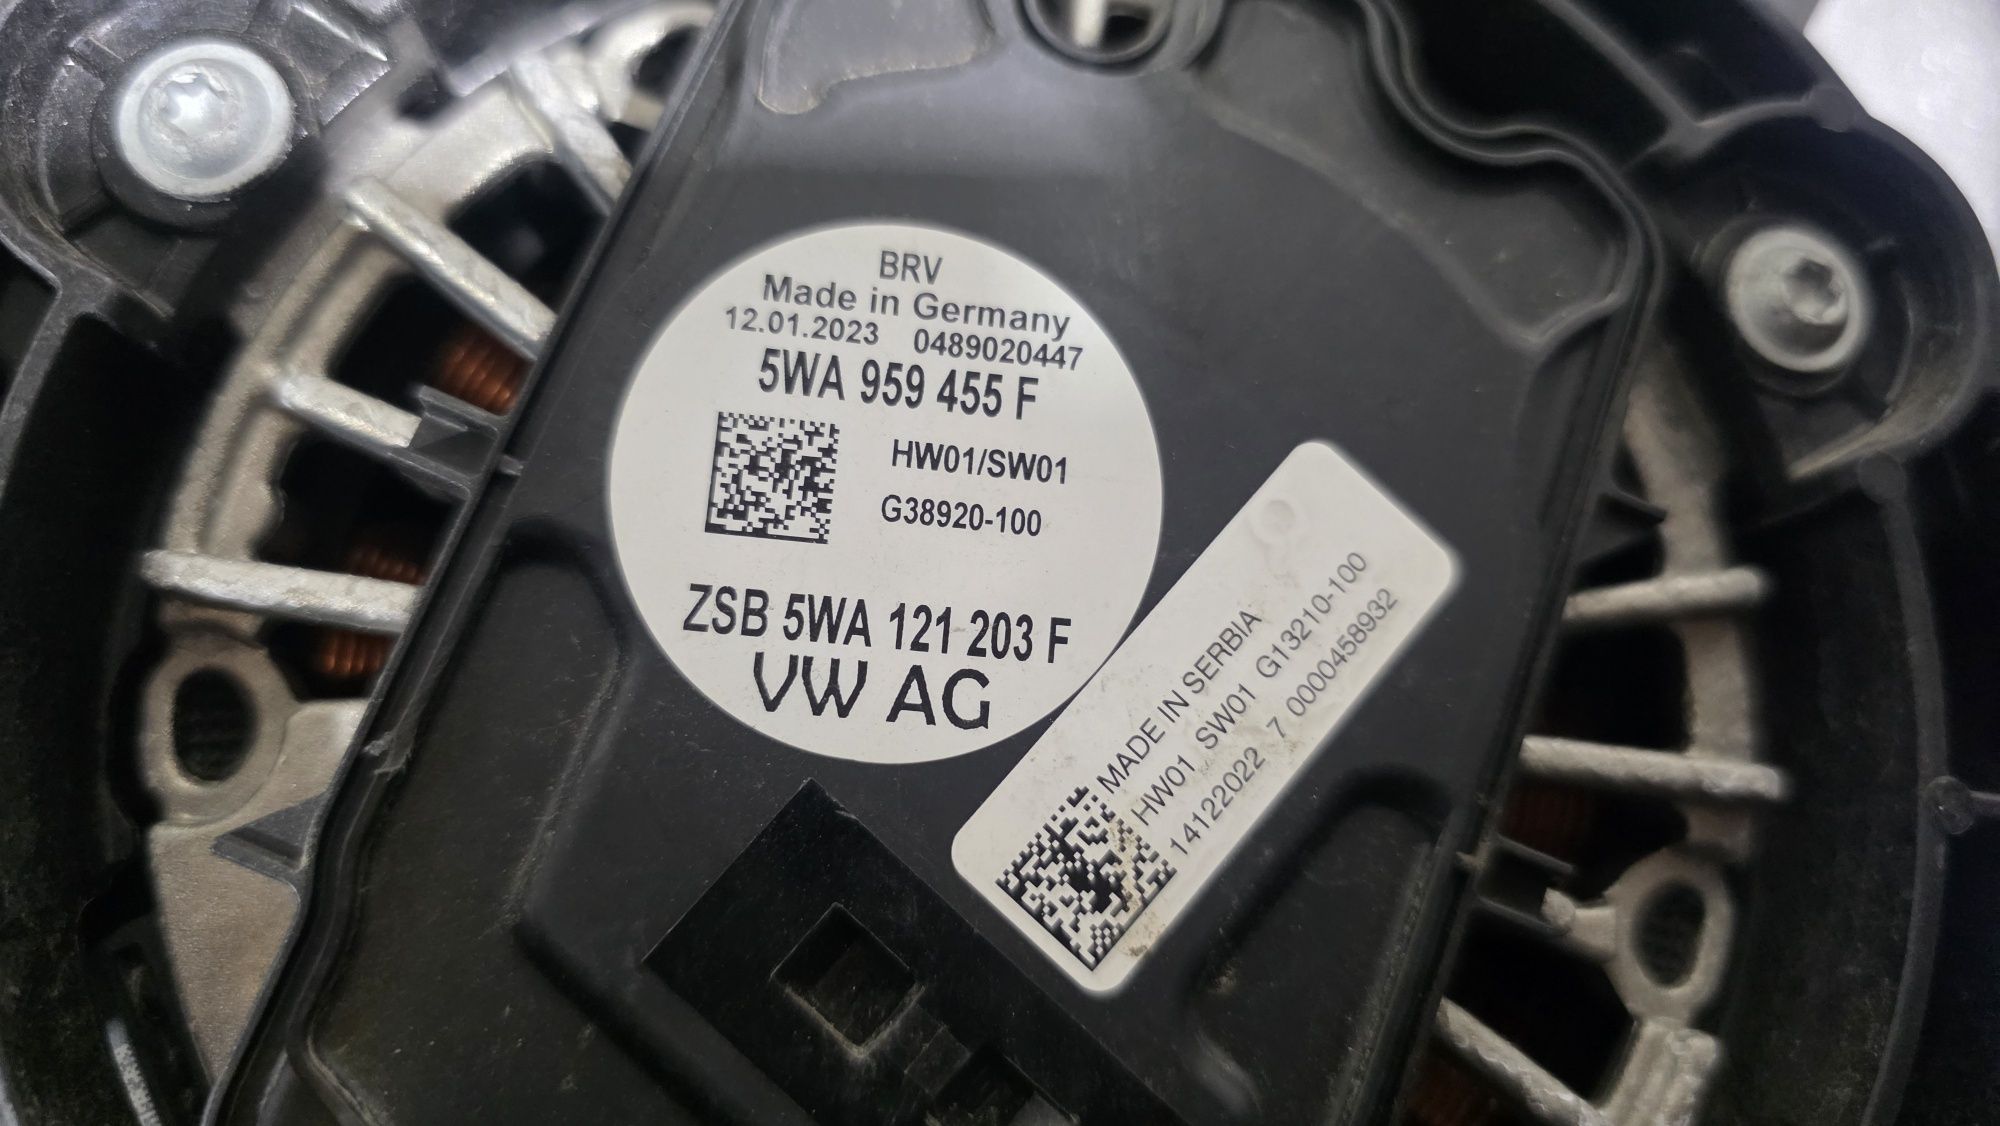 BRV
Made in Germany
12.01.2023 0489020447
5WA 959 455 F
HW01/SW01
G38920-100
ZSB 5WA 121 203 F
VW AG
MADE IN SERBIA
HW01 SW01 G13210-100
14122022 7 0000458932